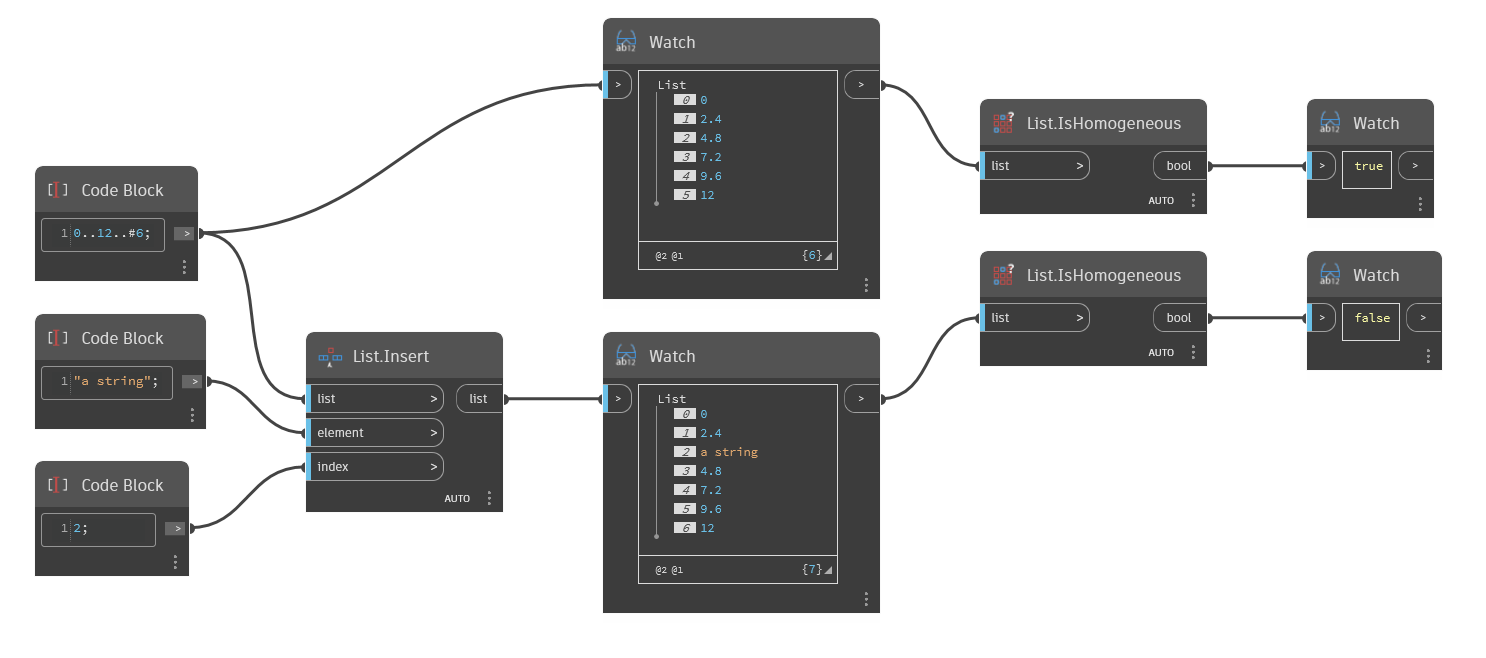 Code Block
1 0..12..#6; >
Code Block
1 "a string"; >
Code Block
1 2; >
List.Insert
list > list
element >
index >
AUTO
ab12 Watch
> List >
0 0
1 2.4
2 4.8
3 7.2
4 9.6
5 12
@2 @1 {6}
ab12 Watch
> List >
0 0
1 2.4
2 a string
3 4.8
4 7.2
5 9.6
6 12
@2 @1 {7}
? List.IsHomogeneous
list > bool
AUTO
ab12 Watch
> true >
? List.IsHomogeneous
list > bool
AUTO
ab12 Watch
> false >